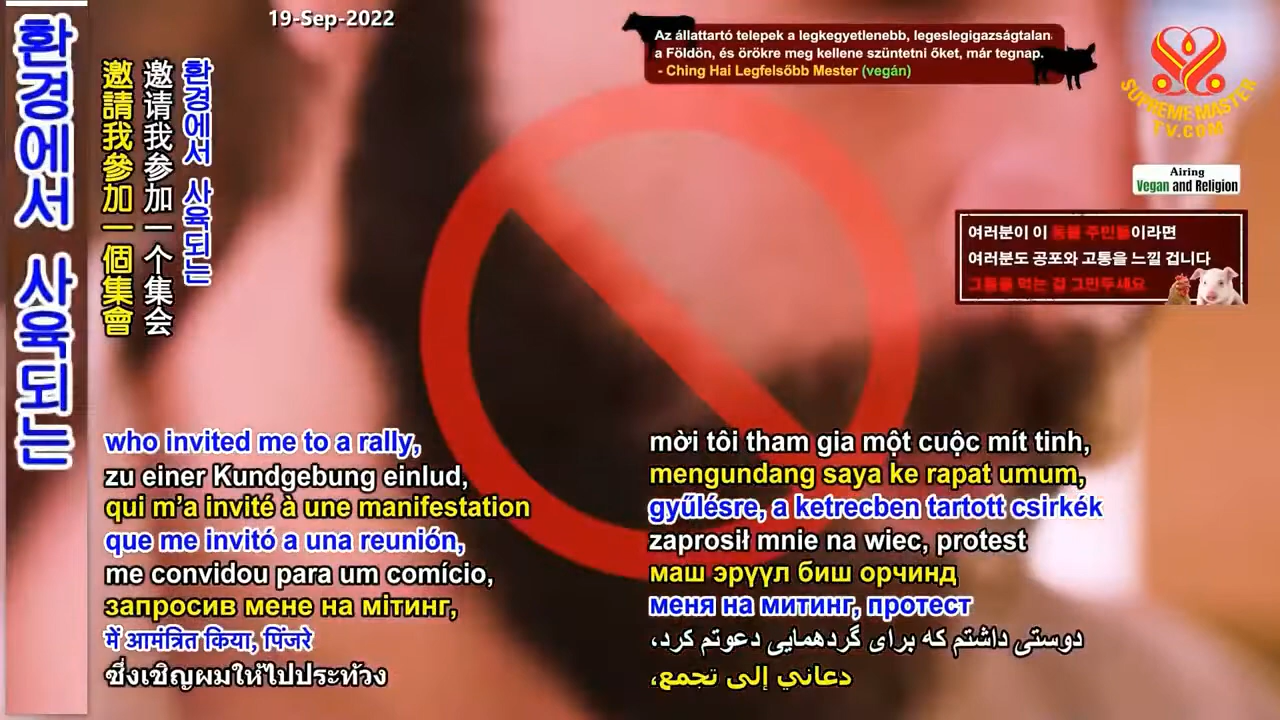 19-Sep-2022
Az állattartó telepek a legkegyetlenebb, legeslegigazságtalan
a Földön, és örökre meg kellene szüntetni őket, már tegnap.
- Ching Hai Legfelsőbb Mester (vegán)
SUPREME MASTER
TV.COM
Airing
Vegan and Religion
여러분이 이 동물 주민들이라면
여러분도 공포와 고통을 느낄 겁니다
그들을 먹는 걸 그만두세요
환경에서 사육되는
환경에서 사육되는
邀请我参加一个集会
邀請我參加一個集會
who invited me to a rally,
zu einer Kundgebung einlud,
qui m’a invité à une manifestation
que me invitó a una reunión,
me convidou para um comício,
запросив мене на мітинг,
में आमंत्रित किया, पिंजरे
ซึ่งเชิญผมให้ไปประท้วง
mời tôi tham gia một cuộc mít tinh,
mengundang saya ke rapat umum,
gyűlésre, a ketrecben tartott csirkék
zaprosił mnie na wiec, protest
маш эрүүл биш орчинд
меня на митинг, протест
دوستی داشتم که برای گردهمایی دعوتم کرد،
دعاني إلى تجمع،